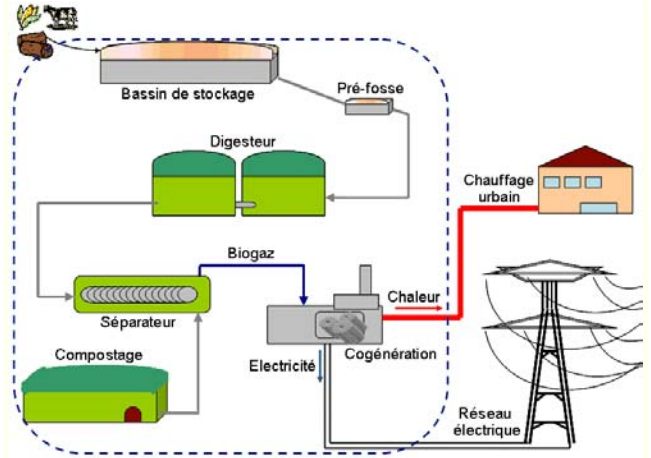 Bassin de stockage
Pré-fosse
Digesteur
Chauffage
urbain
Biogaz
Chaleur
Séparateur
Cogénération
Compostage
Electricité
Réseau
électrique